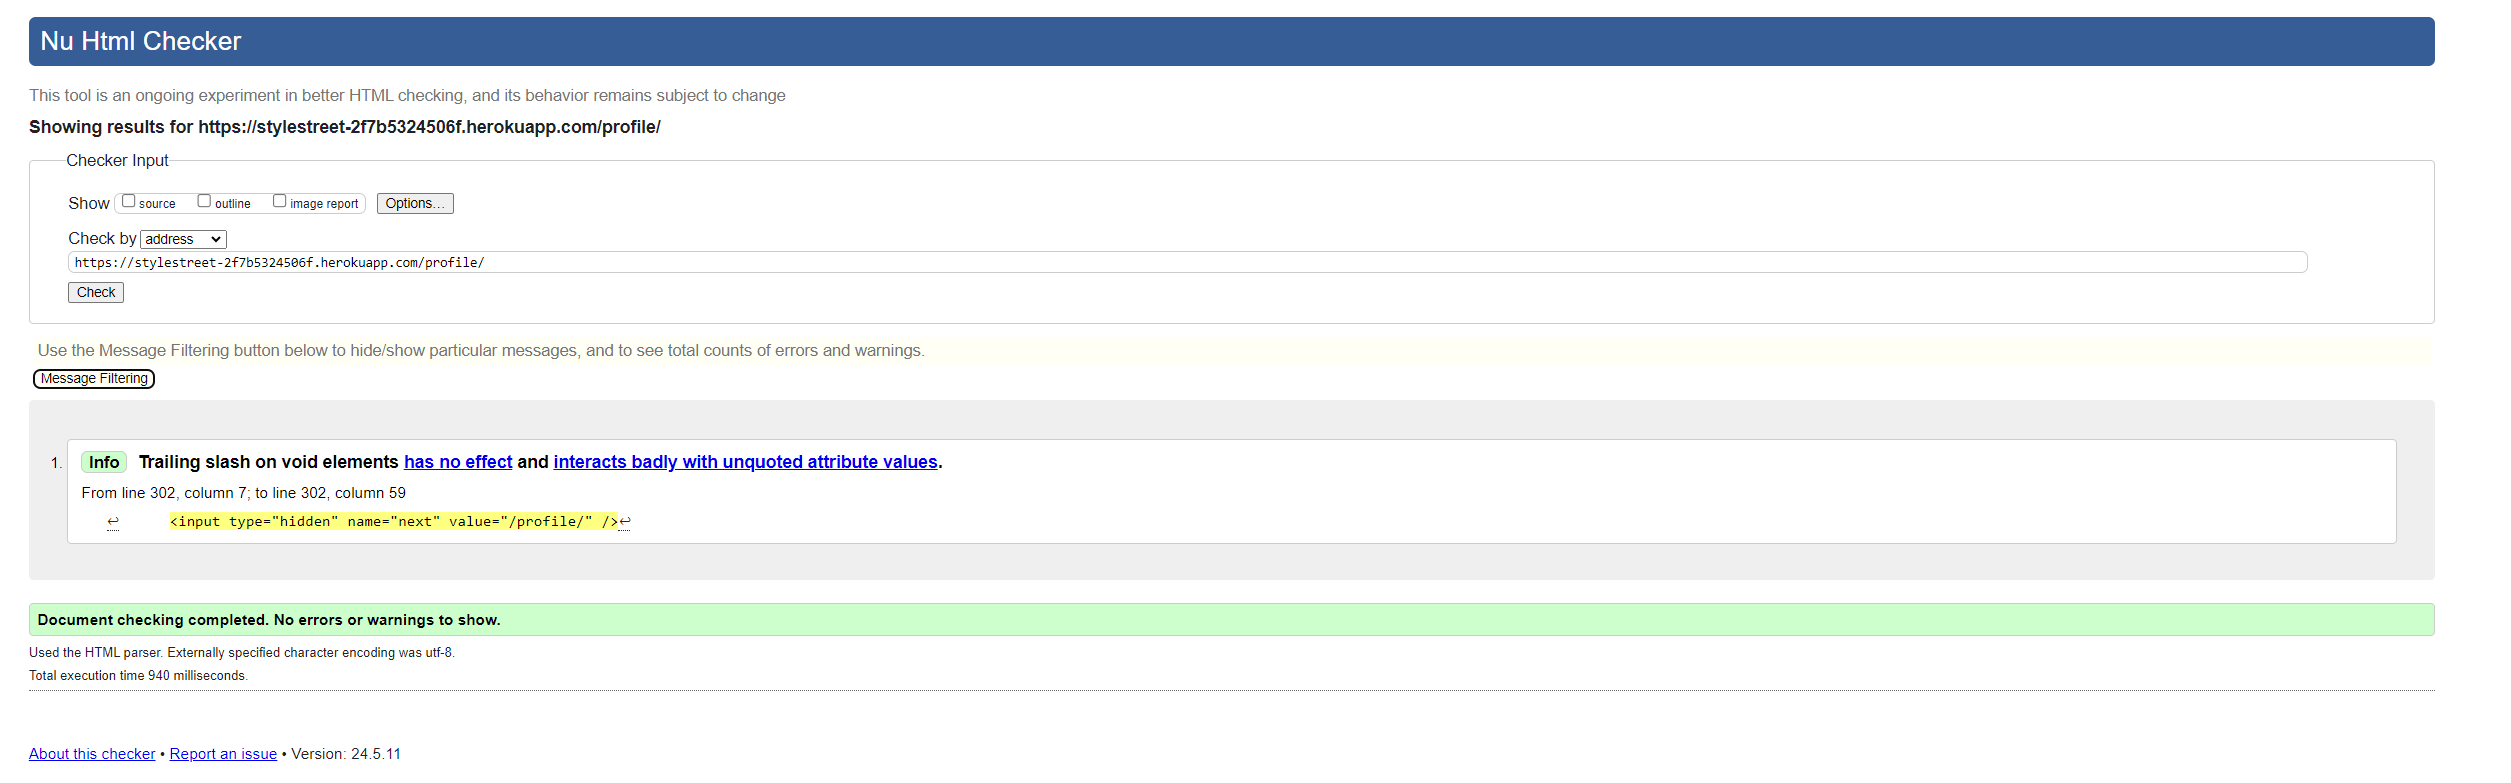 Nu Html Checker
This tool is an ongoing experiment in better HTML checking, and its behavior remains subject to change
Showing results for https://stylestreet-2f7b5324506f.herokuapp.com/profile/
Checker Input
Show source outline image report Options...
Check by address
https://stylestreet-2f7b5324506f.herokuapp.com/profile/
Check
Use the Message Filtering button below to hide/show particular messages, and to see total counts of errors and warnings.
Message Filtering
1. Info Trailing slash on void elements has no effect and interacts badly with unquoted attribute values.
From line 302, column 7; to line 302, column 59
↩ <input type="hidden" name="next" value="/profile/" />↩
Document checking completed. No errors or warnings to show.
Used the HTML parser. Externally specified character encoding was utf-8.
Total execution time 940 milliseconds.
About this checker • Report an issue • Version: 24.5.11